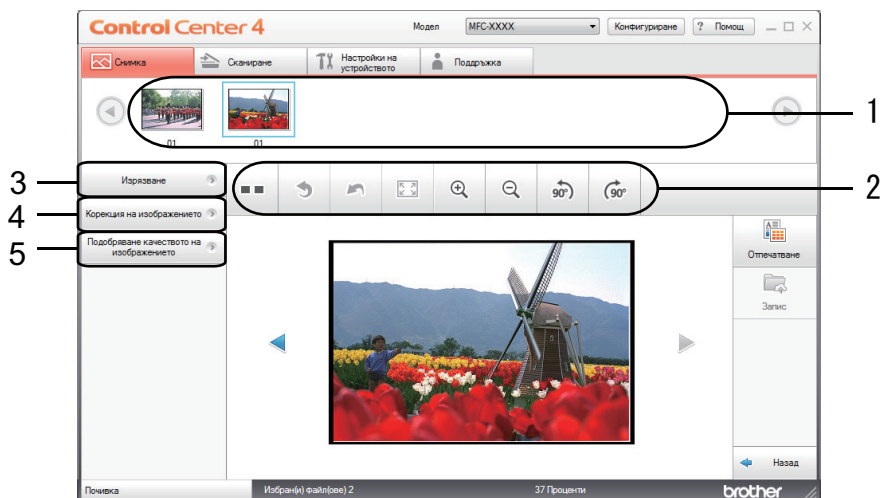 Control Center 4
Модел
MFC-XXXX
Конфигуриране
? Помощ
Снимка
Сканиране
Настройки на
устройството
Поддръжка
01
01
1
2
3
Изрязване
4
Корекция на изображението
5
Подобряване качеството на
изображението
90°
90°
Отпечатване
Запис
Назад
Почивка
Избран(и) файл(ове) 2
37 Проценти
brother